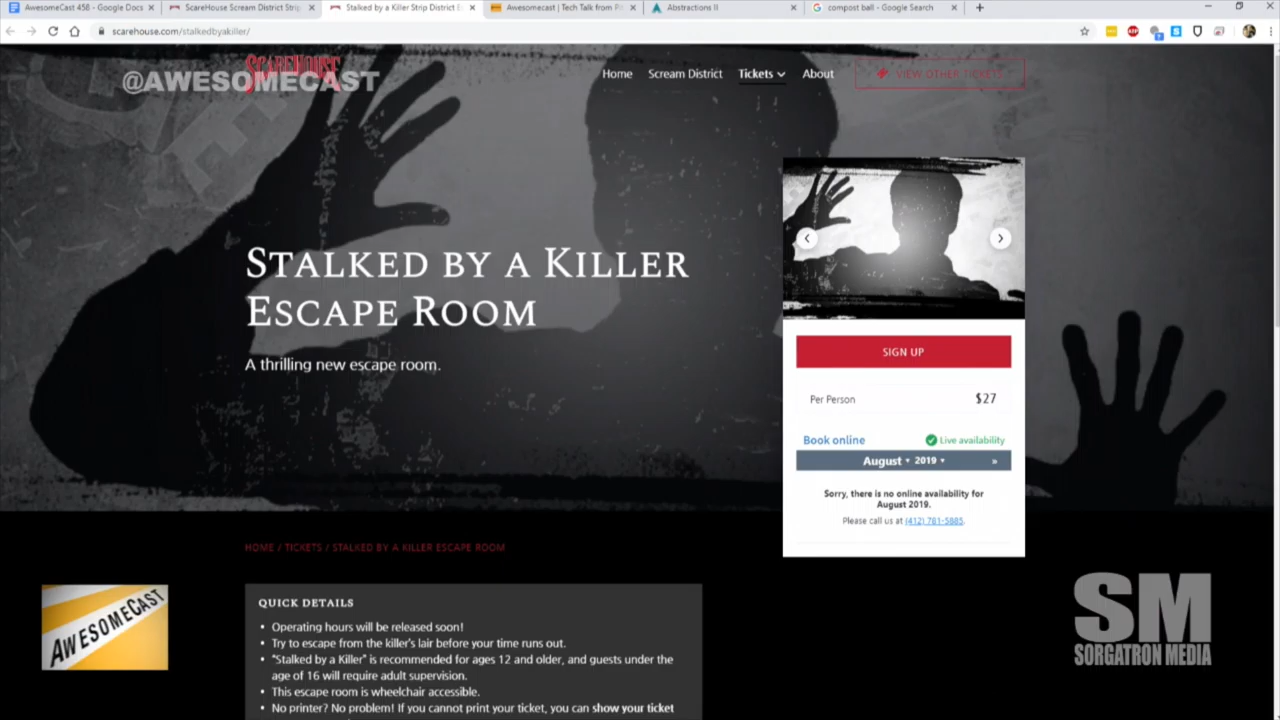 AwesomeCast 458 - Google Docs
ScareHouse Scream District Strip
Stalked by a Killer Strip District E
Awesomecast | Tech Talk from Pi
Abstractions II
compost ball - Google Search
scarehouse.com/stalkedbyakiller/
SCAREHOUSE
@AWESOMECAST
Home
Scream District
Tickets
About
VIEW OTHER TICKETS
STALKED BY A KILLER
ESCAPE ROOM
A thrilling new escape room.
SIGN UP
Per Person $27
Book online Live availability
August 2019 »
Sorry, there is no online availability for
August 2019.
Please call us at (412) 781-5885.
HOME / TICKETS / STALKED BY A KILLER ESCAPE ROOM
AWESOMECAST
QUICK DETAILS
• Operating hours will be released soon!
• Try to escape from the killer's lair before your time runs out.
• "Stalked by a Killer" is recommended for ages 12 and older, and guests under the
age of 16 will require adult supervision.
• This escape room is wheelchair accessible.
• No printer? No problem! If you cannot print your ticket, you can show your ticket
SM
SORGATRON MEDIA